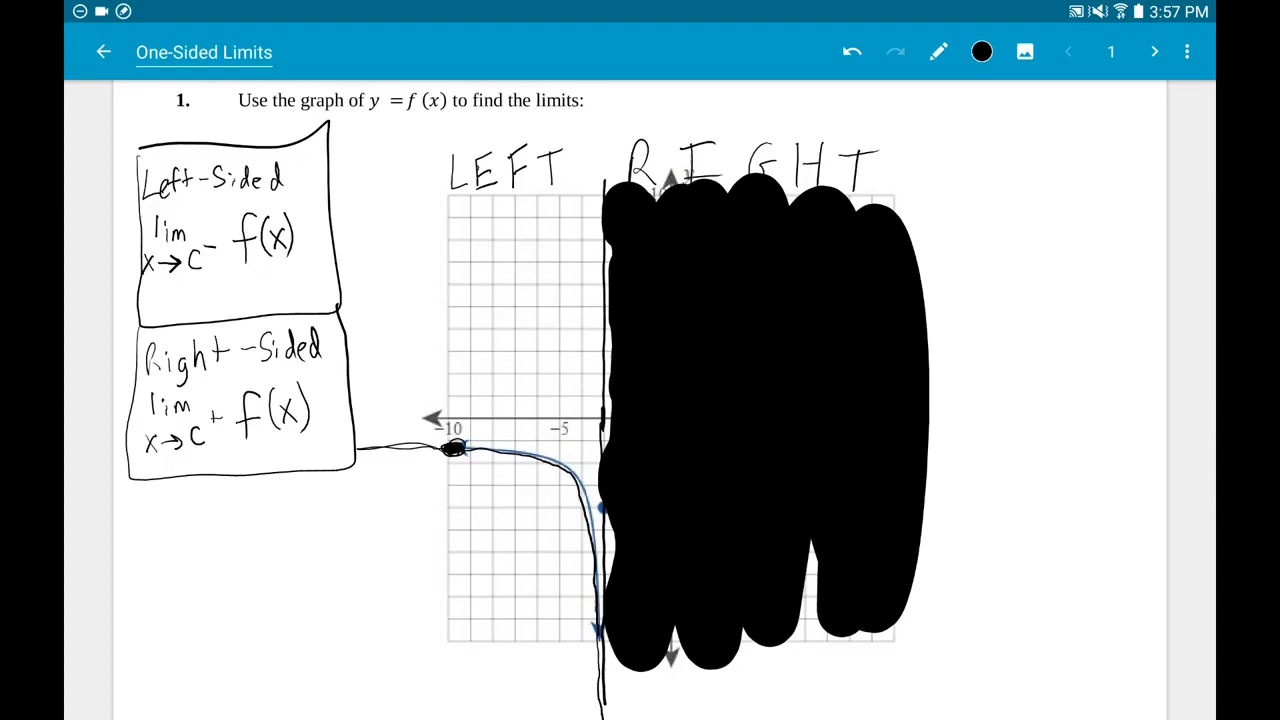 3:57 PM
One-Sided Limits
1
1. Use the graph of y = f (x) to find the limits:
LEFT RIGHT
Left-Sided
lim f(x)
x→c⁻
Right-Sided
lim f(x)
x→c⁺
y
10
-10 -5